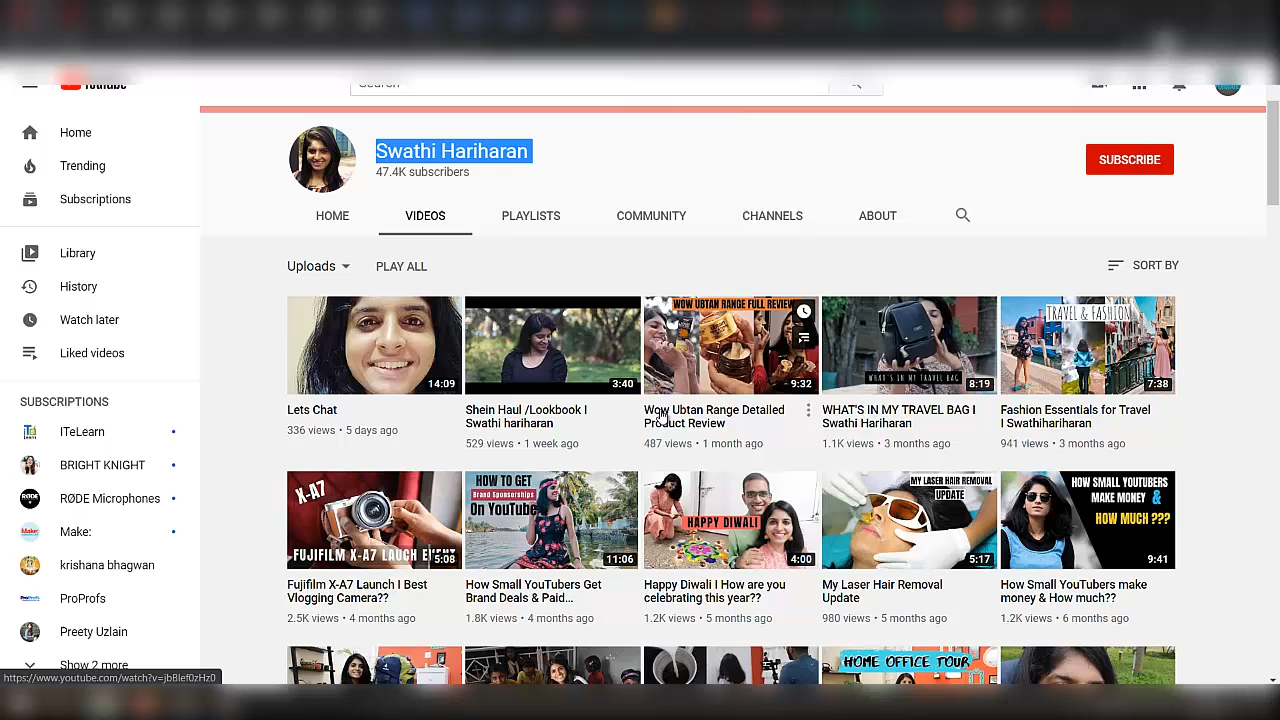 YouTube
Search
Home
Trending
Subscriptions
Library
History
Watch later
Liked videos
SUBSCRIPTIONS
ITeLearn
BRIGHT KNIGHT
RØDE Microphones
Make:
krishana bhagwan
ProProfs
Preety Uzlain
Show 2 more
https://www.youtube.com/watch?v=jbBIef0zHz0
Swathi Hariharan
47.4K subscribers
SUBSCRIBE
HOME VIDEOS PLAYLISTS COMMUNITY CHANNELS ABOUT
Uploads PLAY ALL SORT BY
14:09
Lets Chat
336 views • 5 days ago
3:40
Shein Haul /Lookbook I
Swathi hariharan
529 views • 1 week ago
WOW UBTAN RANGE FULL REVIEW
9:32
Wow Ubtan Range Detailed
Product Review
487 views • 1 month ago
WHAT'S IN MY TRAVEL BAG
8:19
WHAT'S IN MY TRAVEL BAG I
Swathi Hariharan
1.1K views • 3 months ago
TRAVEL & FASHION
7:38
Fashion Essentials for Travel
I Swathihariharan
941 views • 3 months ago
X-A7
FUJIFILM X-A7 LAUCH EVENT
5:08
Fujifilm X-A7 Launch I Best
Vlogging Camera??
2.5K views • 4 months ago
HOW TO GET
Brand Sponsorships
On YouTube
11:06
How Small YouTubers Get
Brand Deals & Paid...
1.8K views • 4 months ago
HAPPY DIWALI
4:00
Happy Diwali I How are you
celebrating this year??
1.2K views • 5 months ago
MY LASER HAIR REMOVAL
UPDATE
5:17
My Laser Hair Removal
Update
980 views • 5 months ago
HOW SMALL YOUTUBERS
MAKE MONEY &
HOW MUCH ???
9:41
How Small YouTubers make
money & How much??
1.2K views • 6 months ago
HOME OFFICE TOUR